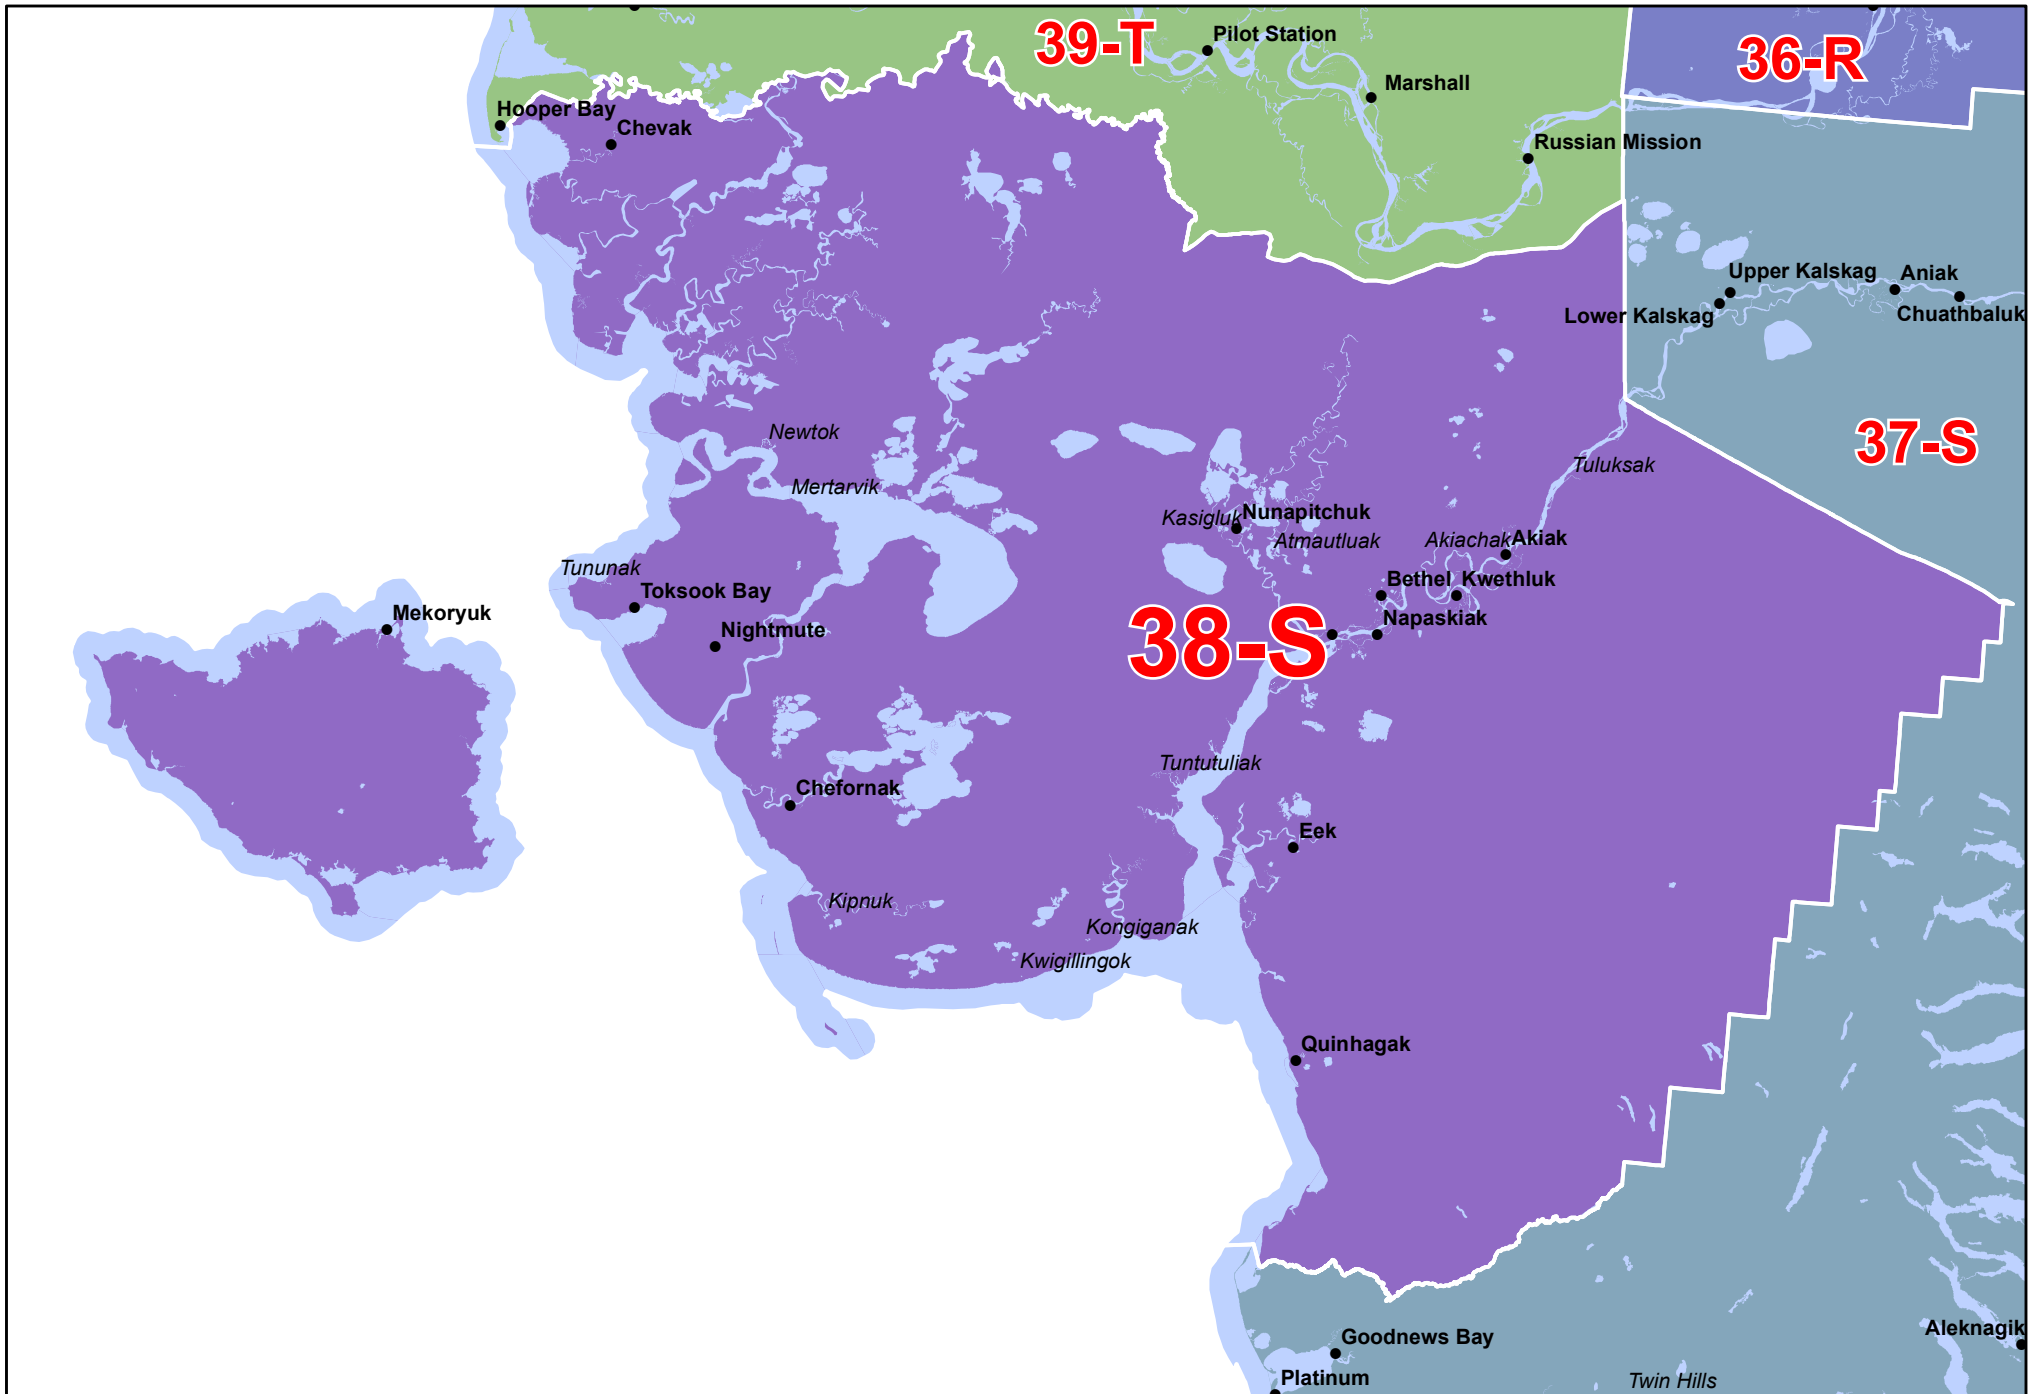 39-T
Pilot Station
36-R
Marshall
Hooper Bay
Chevak
Russian Mission
Upper Kalskag
Aniak
Lower Kalskag
Chuathbaluk
Newtok
37-S
Tuluksak
Mertarvik
Kasigluk
Nunapitchuk
Atmautluak
Akiachak
Akiak
Tununak
Toksook Bay
Bethel
Kwethluk
Mekoryuk
Nightmute
38-S
Napaskiak
Tuntutuliak
Chefornak
Eek
Kipnuk
Kongiganak
Kwigillingok
Quinhagak
Goodnews Bay
Aleknagik
Platinum
Twin Hills